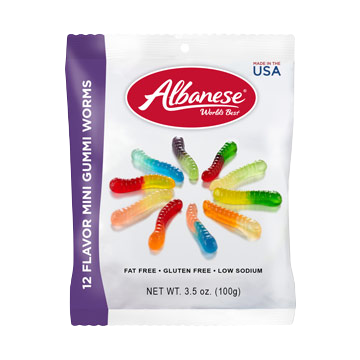 MADE IN THE
USA
Albanese®
World's Best
12 FLAVOR MINI GUMMI WORMS
FAT FREE • GLUTEN FREE • LOW SODIUM
NET WT. 3.5 oz. (100g)